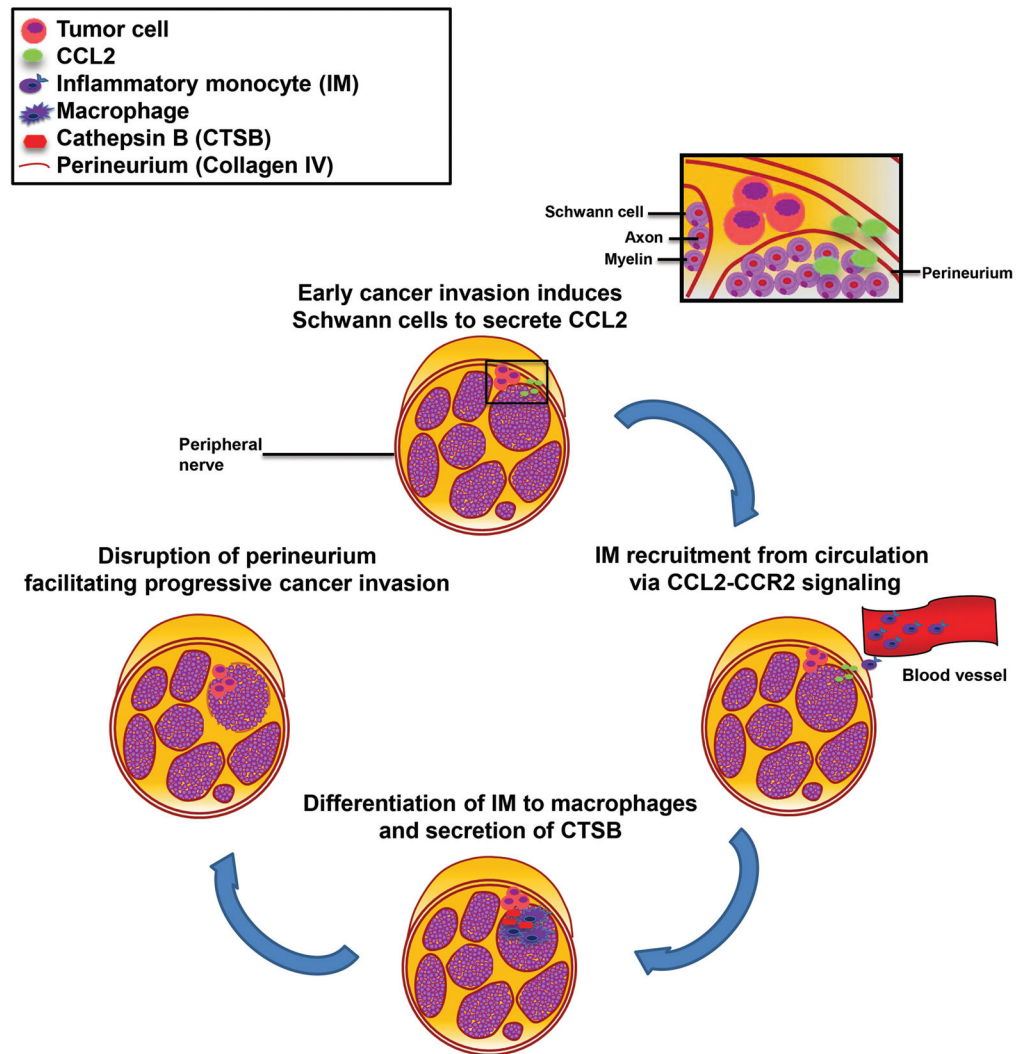 Tumor cell
CCL2
Inflammatory monocyte (IM)
Macrophage
Cathepsin B (CTSB)
Perineurium (Collagen IV)
Schwann cell
Axon
Myelin
Perineurium
Early cancer invasion induces
Schwann cells to secrete CCL2
Peripheral
nerve
Disruption of perineurium
facilitating progressive cancer invasion
IM recruitment from circulation
via CCL2-CCR2 signaling
Blood vessel
Differentiation of IM to macrophages
and secretion of CTSB